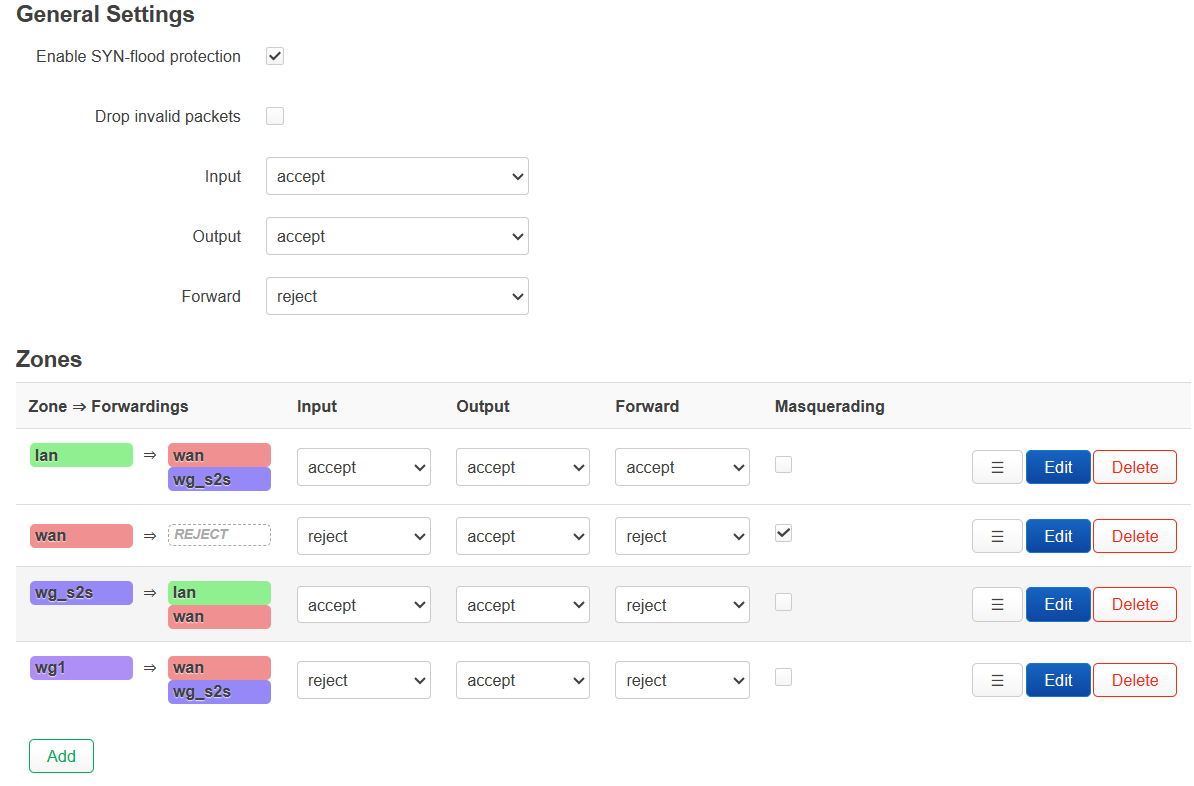 General Settings
Enable SYN-flood protection
Drop invalid packets
Input accept
Output accept
Forward reject
Zones
Zone ⇒ Forwardings Input Output Forward Masquerading
lan ⇒ wan wg_s2s accept accept accept ☰ Edit Delete
wan ⇒ REJECT reject accept reject ☰ Edit Delete
wg_s2s ⇒ lan wan accept accept reject ☰ Edit Delete
wg1 ⇒ wan wg_s2s reject accept reject ☰ Edit Delete
Add